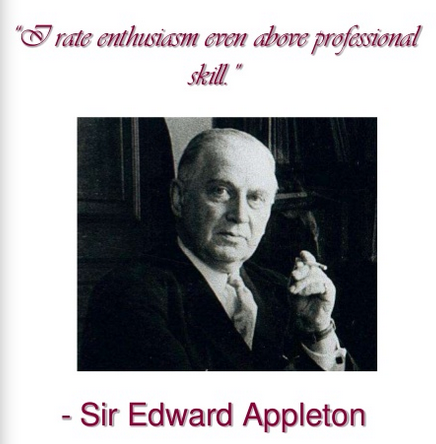 "I rate enthusiasm even above professional
skill."
- Sir Edward Appleton